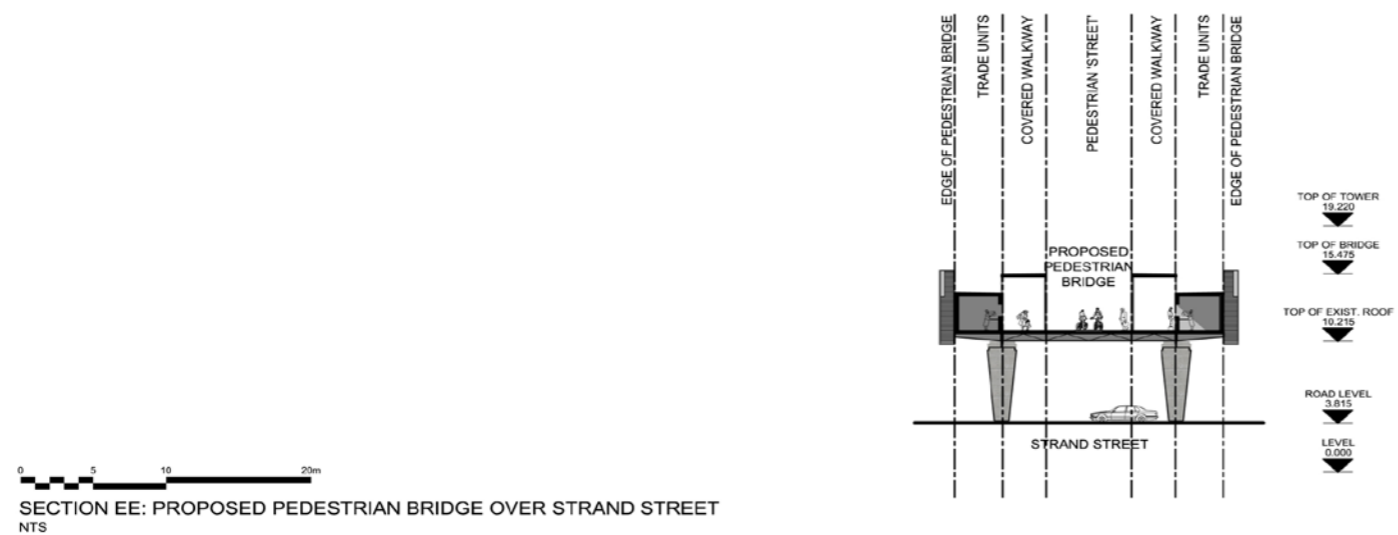 EDGE OF PEDESTRIAN BRIDGE
TRADE UNITS
COVERED WALKWAY
PEDESTRIAN 'STREET'
COVERED WALKWAY
TRADE UNITS
EDGE OF PEDESTRIAN BRIDGE
TOP OF TOWER
19.220
TOP OF BRIDGE
15.475
PROPOSED
PEDESTRIAN
BRIDGE
TOP OF EXIST. ROOF
10.215
ROAD LEVEL
3.815
STRAND STREET
LEVEL
0.000
0 5 10 20m
SECTION EE: PROPOSED PEDESTRIAN BRIDGE OVER STRAND STREET
NTS